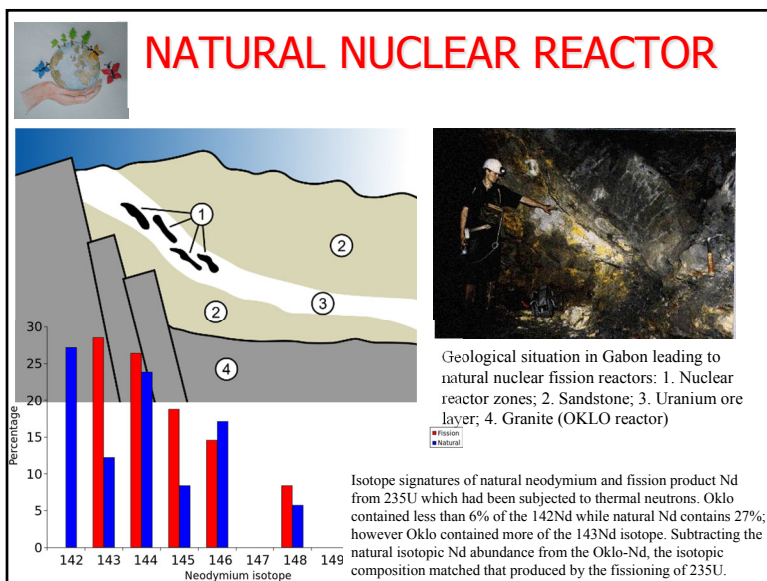 NATURAL NUCLEAR REACTOR
1
2
2
3
4
Geological situation in Gabon leading to
natural nuclear fission reactors: 1. Nuclear
reactor zones; 2. Sandstone; 3. Uranium ore
layer; 4. Granite (OKLO reactor)
Fission
Natural
30
25
20
15
10
5
0
Percentage
142 143 144 145 146 147 148 149
Neodymium isotope
Isotope signatures of natural neodymium and fission product Nd
from 235U which had been subjected to thermal neutrons. Oklo
contained less than 6% of the 142Nd while natural Nd contains 27%;
however Oklo contained more of the 143Nd isotope. Subtracting the
natural isotopic Nd abundance from the Oklo-Nd, the isotopic
composition matched that produced by the fissioning of 235U.